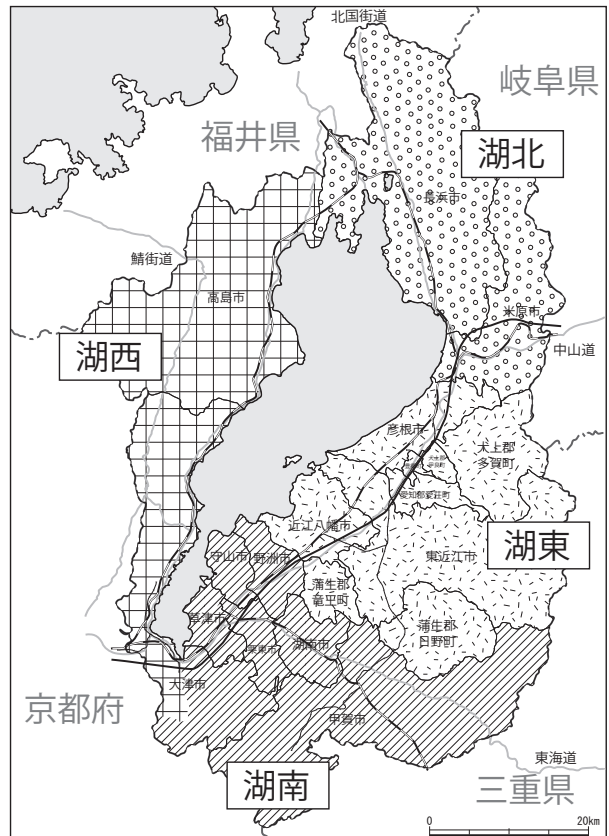 北国街道
岐阜県
福井県
湖北
長浜市
鯖街道
高島市
米原市
中山道
湖西
彦根市
犬上郡
多賀町
愛知郡愛荘町
近江八幡市
湖東
東近江市
守山市
野洲市
蒲生郡
竜王町
蒲生郡
日野町
草津市
栗東市
湖南市
大津市
京都府
甲賀市
東海道
湖南
三重県
0
20km